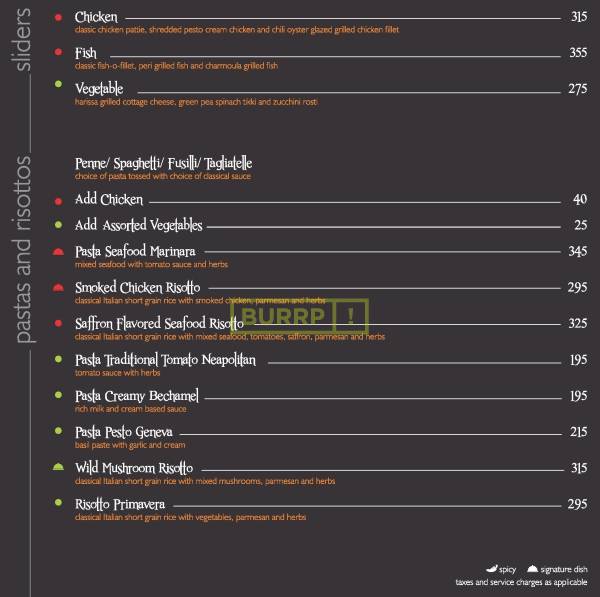 sliders
Chicken 315
classic chicken pattie, shredded pesto cream chicken and chili oyster glazed grilled chicken fillet
Fish 355
classic fish-o-fillet, peri grilled fish and charmoula grilled fish
Vegetable 275
harissa grilled cottage cheese, green pea spinach tikki and zucchini rosti
pastas and risottos
Penne/ Spaghetti/ Fusilli/ Tagliatelle
choice of pasta tossed with choice of classical sauce
Add Chicken 40
Add Assorted Vegetables 25
Pasta Seafood Marinara 345
mixed seafood with tomato sauce and herbs
Smoked Chicken Risotto 295
classical Italian short grain rice with smoked chicken, parmesan and herbs
BURRP!
Saffron Flavored Seafood Risotto 325
classical Italian short grain rice with mixed seafood, tomatoes, saffron, parmesan and herbs
Pasta Traditional Tomato Neapolitan 195
tomato sauce with herbs
Pasta Creamy Bechamel 195
rich milk and cream based sauce
Pasta Pesto Geneva 215
basil paste with garlic and cream
Wild Mushroom Risotto 315
classical Italian short grain rice with mixed mushrooms, parmesan and herbs
Risotto Primavera 295
classical Italian short grain rice with vegetables, parmesan and herbs
spicy signature dish
taxes and service charges as applicable